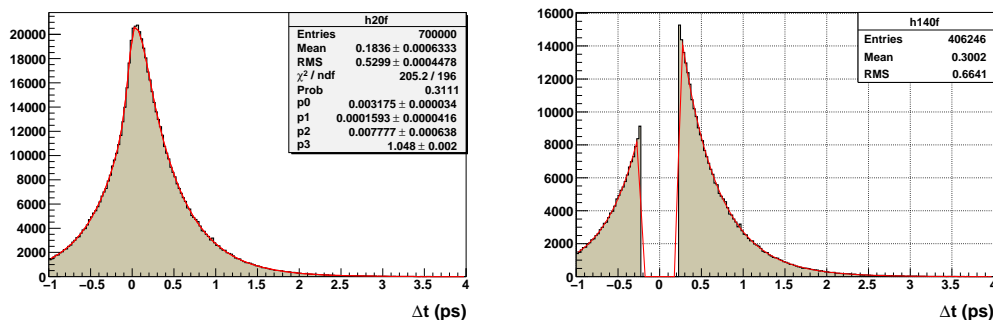 h20f
Entries 700000
Mean 0.1836 ± 0.0006333
RMS 0.5299 ± 0.0004478
χ² / ndf 205.2 / 196
Prob 0.3111
p0 0.003175 ± 0.000034
p1 0.0001593 ± 0.0000416
p2 0.007777 ± 0.000638
p3 1.048 ± 0.002
20000
18000
16000
14000
12000
10000
8000
6000
4000
2000
0
−1 −0.5 0 0.5 1 1.5 2 2.5 3 3.5 4
Δt (ps)
h140f
Entries 406246
Mean 0.3002
RMS 0.6641
16000
14000
12000
10000
8000
6000
4000
2000
0
−1 −0.5 0 0.5 1 1.5 2 2.5 3 3.5 4
Δt (ps)